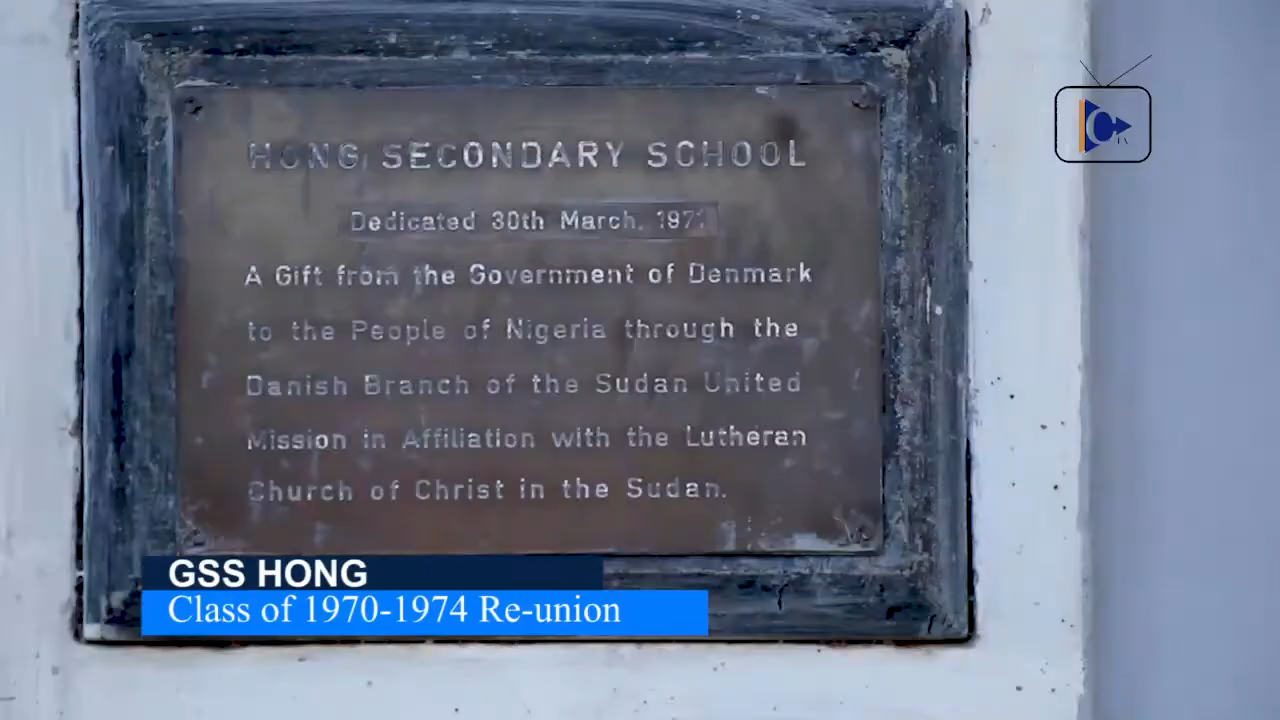 HONG SECONDARY SCHOOL
Dedicated 30th March,
A Gift from the Government of Denmark
to the People of Nigeria through the
Danish Branch of the Sudan United
Mission in Affiliation with the Lutheran
Church of Christ in the Sudan.
GSS HONG
Class of 1970-1974 Re-union